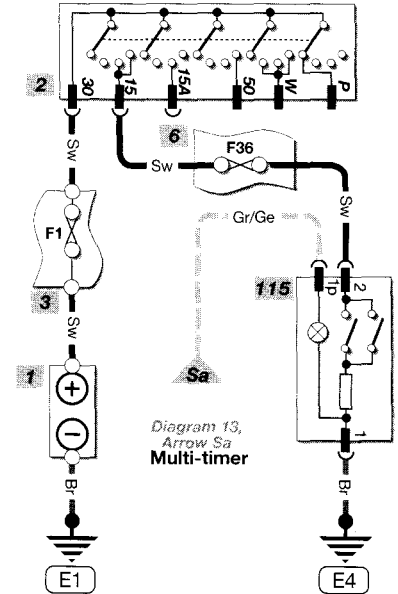 2
30
15
15A
50
W
P
6
F36
Sw
Sw
Sw
F1
3
Sw
1
+
−
Br
E1
Gr/Ge
Sa
Diagram 13,
Arrow Sa
Multi-timer
115
1p
2
1
Br
E4